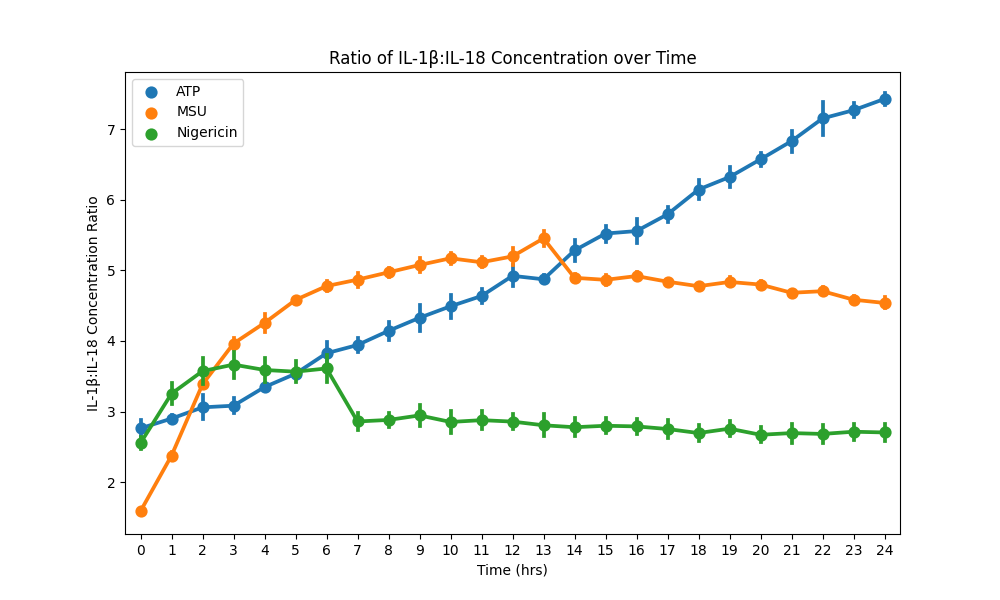 Ratio of IL-1β:IL-18 Concentration over Time
ATP
MSU
Nigericin
IL-1β:IL-18 Concentration Ratio
7
6
5
4
3
2
0 1 2 3 4 5 6 7 8 9 10 11 12 13 14 15 16 17 18 19 20 21 22 23 24
Time (hrs)